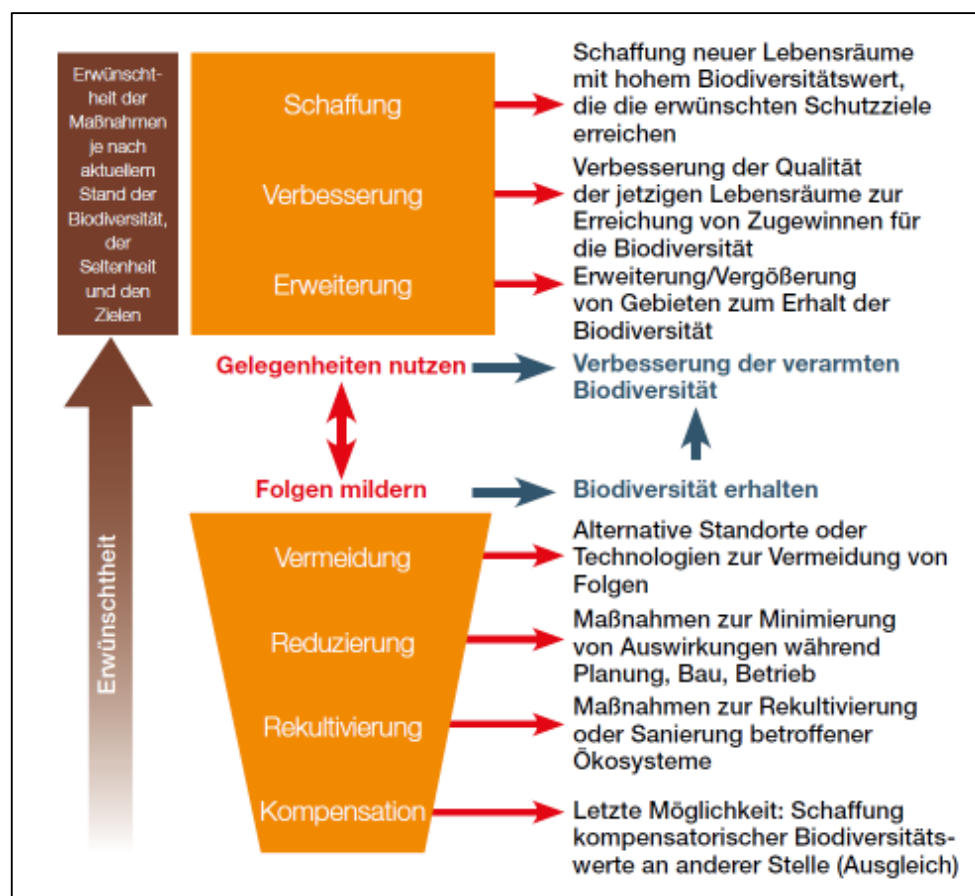 Erwünscht-
heit der
Maßnahmen
je nach
aktuellem
Stand der
Biodiversität,
der
Seltenheit
und den
Zielen
Erwünschtheit
Schaffung
Schaffung neuer Lebensräume
mit hohem Biodiversitätswert,
die die erwünschten Schutzziele
erreichen
Verbesserung
Verbesserung der Qualität
der jetzigen Lebensräume zur
Erreichung von Zugewinnen für
die Biodiversität
Erweiterung
Erweiterung/Vergößerung
von Gebieten zum Erhalt der
Biodiversität
Gelegenheiten nutzen
Verbesserung der verarmten
Biodiversität
Folgen mildern
Biodiversität erhalten
Vermeidung
Alternative Standorte oder
Technologien zur Vermeidung von
Folgen
Reduzierung
Maßnahmen zur Minimierung
von Auswirkungen während
Planung, Bau, Betrieb
Rekultivierung
Maßnahmen zur Rekultivierung
oder Sanierung betroffener
Ökosysteme
Kompensation
Letzte Möglichkeit: Schaffung
kompensatorischer Biodiversitäts-
werte an anderer Stelle (Ausgleich)